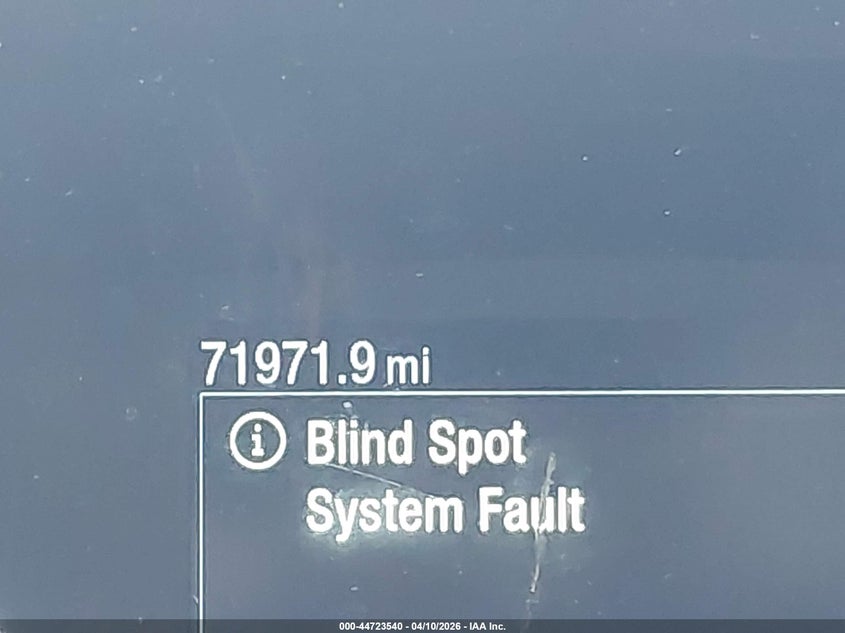 71971.9 mi
Blind Spot
System Fault
000-44723540 - 04/10/2026 - IAA Inc.